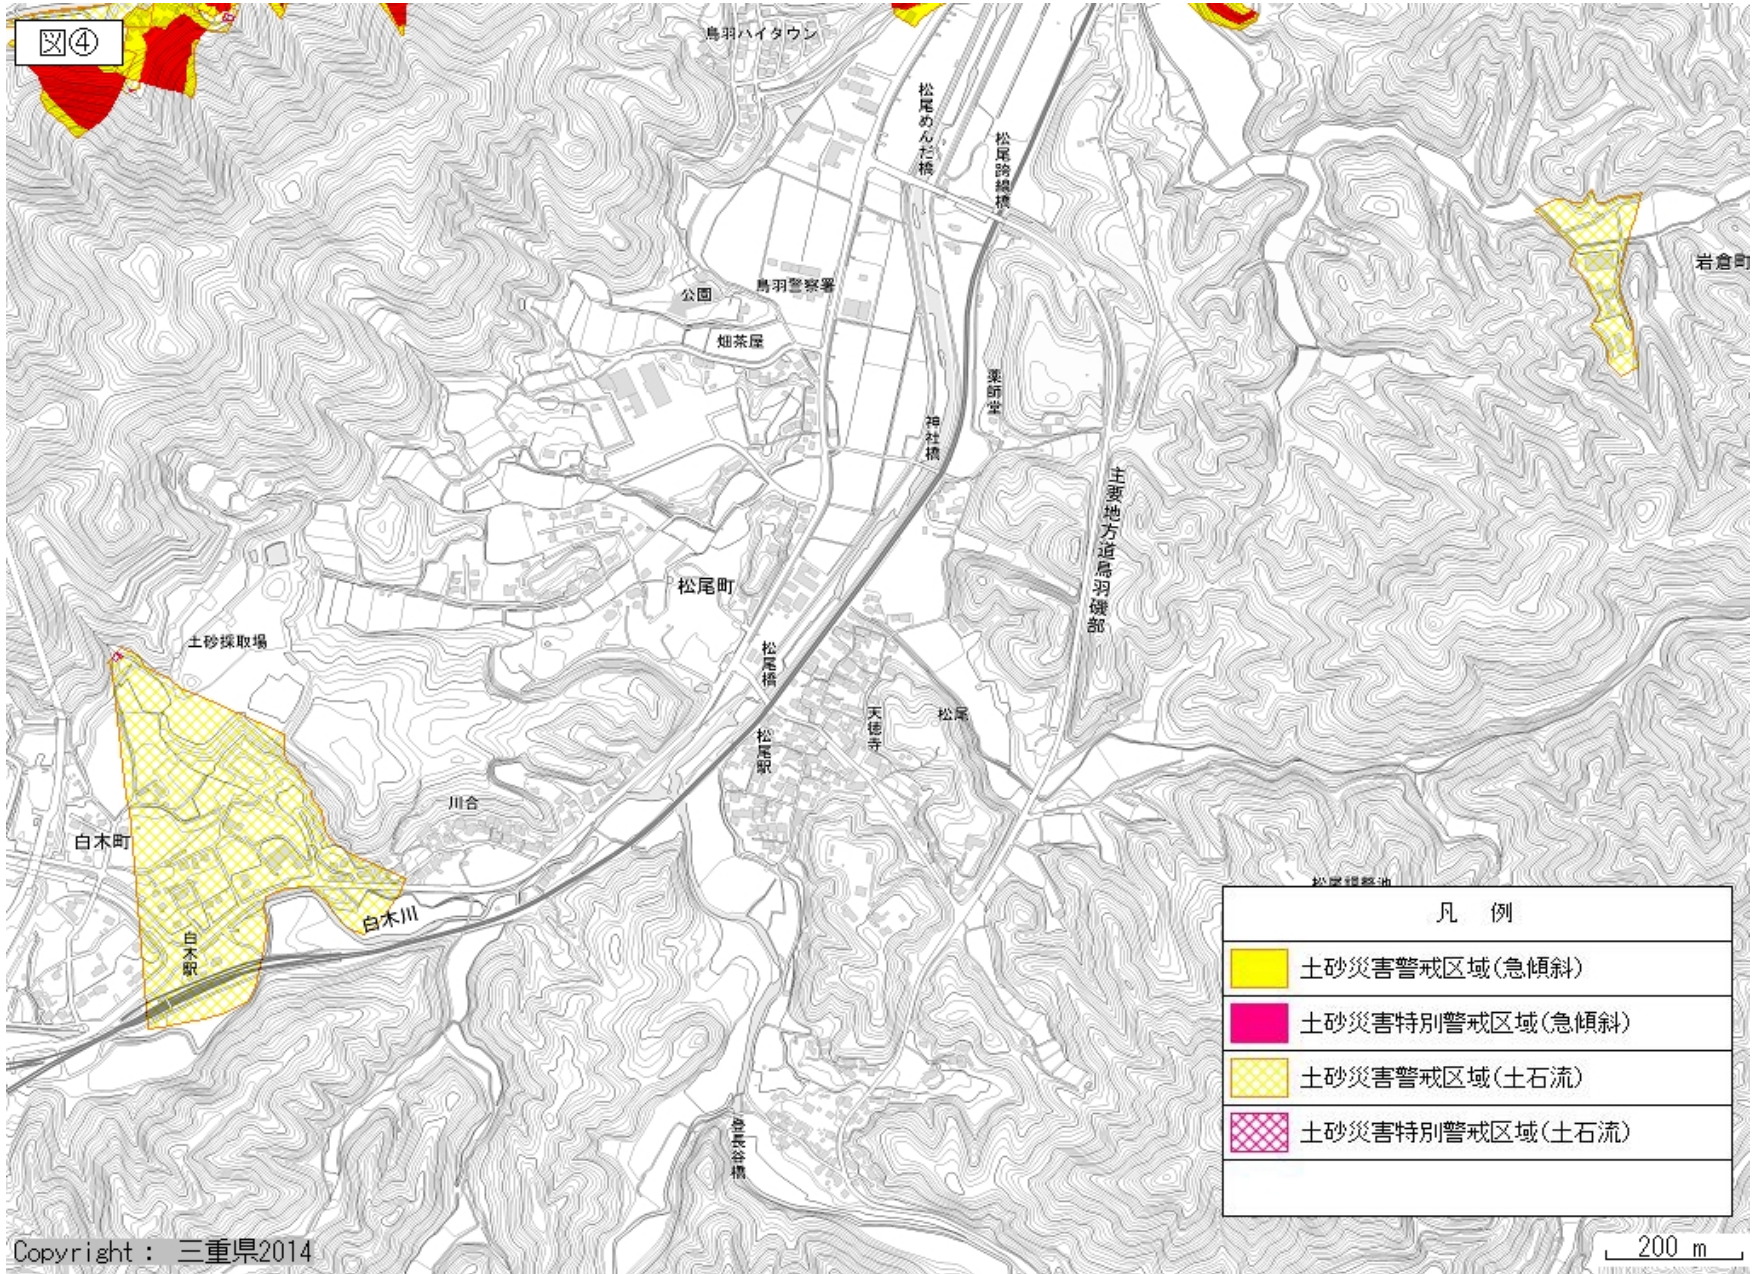 図④
鳥羽ハイタウン
松尾めんだ橋
松尾跨線橋
岩倉町
公園
鳥羽警察署
畑茶屋
薬師堂
神社橋
主要地方道鳥羽磯部
松尾町
土砂採取場
松尾橋
天徳寺
松尾
松尾駅
川合
白木町
白木川
白木駅
登長谷橋
凡 例
土砂災害警戒区域(急傾斜)
土砂災害特別警戒区域(急傾斜)
土砂災害警戒区域(土石流)
土砂災害特別警戒区域(土石流)
Copyright : 三重県2014
200 m